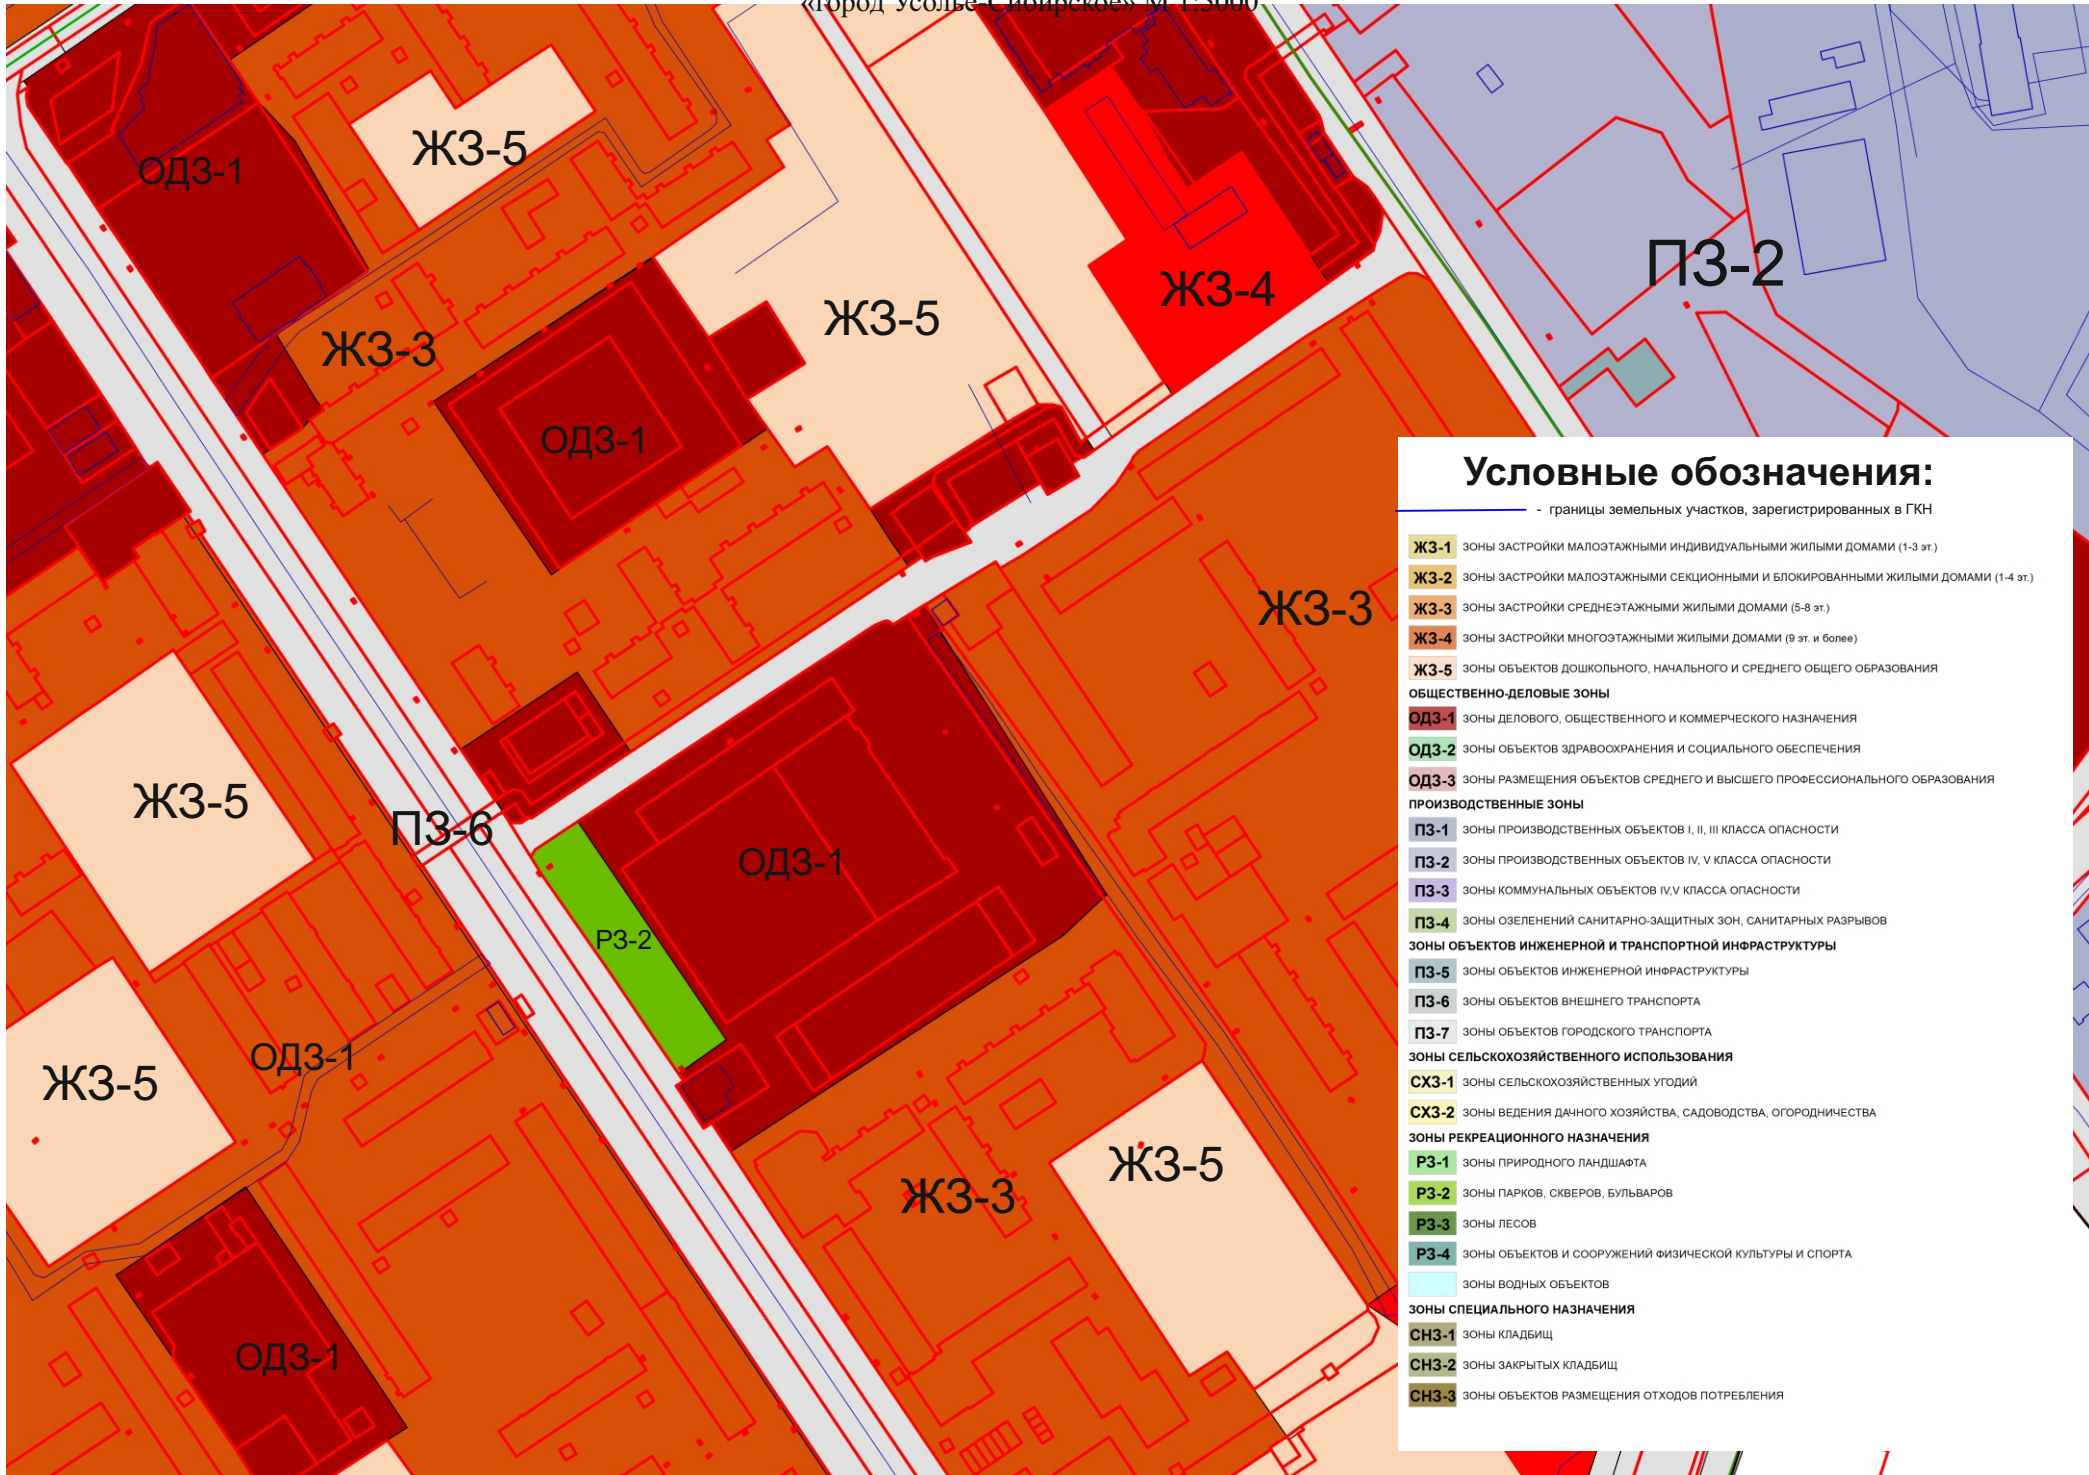 «город Усолье-Сибирское» М 1:5000
ОДЗ-1
ЖЗ-5
ЖЗ-3
ОДЗ-1
ЖЗ-5
ЖЗ-4
ПЗ-2
ЖЗ-3
ЖЗ-5
ПЗ-6
ОДЗ-1
РЗ-2
ЖЗ-5
ОДЗ-1
ЖЗ-3
ЖЗ-5
ОДЗ-1
Условные обозначения:
- границы земельных участков, зарегистрированных в ГКН
ЖЗ-1 ЗОНЫ ЗАСТРОЙКИ МАЛОЭТАЖНЫМИ ИНДИВИДУАЛЬНЫМИ ЖИЛЫМИ ДОМАМИ (1-3 эт.)
ЖЗ-2 ЗОНЫ ЗАСТРОЙКИ МАЛОЭТАЖНЫМИ СЕКЦИОННЫМИ И БЛОКИРОВАННЫМИ ЖИЛЫМИ ДОМАМИ (1-4 эт.)
ЖЗ-3 ЗОНЫ ЗАСТРОЙКИ СРЕДНЕЭТАЖНЫМИ ЖИЛЫМИ ДОМАМИ (5-8 эт.)
ЖЗ-4 ЗОНЫ ЗАСТРОЙКИ МНОГОЭТАЖНЫМИ ЖИЛЫМИ ДОМАМИ (9 эт. и более)
ЖЗ-5 ЗОНЫ ОБЪЕКТОВ ДОШКОЛЬНОГО, НАЧАЛЬНОГО И СРЕДНЕГО ОБЩЕГО ОБРАЗОВАНИЯ
ОБЩЕСТВЕННО-ДЕЛОВЫЕ ЗОНЫ
ОДЗ-1 ЗОНЫ ДЕЛОВОГО, ОБЩЕСТВЕННОГО И КОММЕРЧЕСКОГО НАЗНАЧЕНИЯ
ОДЗ-2 ЗОНЫ ОБЪЕКТОВ ЗДРАВООХРАНЕНИЯ И СОЦИАЛЬНОГО ОБЕСПЕЧЕНИЯ
ОДЗ-3 ЗОНЫ РАЗМЕЩЕНИЯ ОБЪЕКТОВ СРЕДНЕГО И ВЫСШЕГО ПРОФЕССИОНАЛЬНОГО ОБРАЗОВАНИЯ
ПРОИЗВОДСТВЕННЫЕ ЗОНЫ
ПЗ-1 ЗОНЫ ПРОИЗВОДСТВЕННЫХ ОБЪЕКТОВ I, II, III КЛАССА ОПАСНОСТИ
ПЗ-2 ЗОНЫ ПРОИЗВОДСТВЕННЫХ ОБЪЕКТОВ IV, V КЛАССА ОПАСНОСТИ
ПЗ-3 ЗОНЫ КОММУНАЛЬНЫХ ОБЪЕКТОВ IV,V КЛАССА ОПАСНОСТИ
ПЗ-4 ЗОНЫ ОЗЕЛЕНЕНИЙ САНИТАРНО-ЗАЩИТНЫХ ЗОН, САНИТАРНЫХ РАЗРЫВОВ
ЗОНЫ ОБЪЕКТОВ ИНЖЕНЕРНОЙ И ТРАНСПОРТНОЙ ИНФРАСТРУКТУРЫ
ПЗ-5 ЗОНЫ ОБЪЕКТОВ ИНЖЕНЕРНОЙ ИНФРАСТРУКТУРЫ
ПЗ-6 ЗОНЫ ОБЪЕКТОВ ВНЕШНЕГО ТРАНСПОРТА
ПЗ-7 ЗОНЫ ОБЪЕКТОВ ГОРОДСКОГО ТРАНСПОРТА
ЗОНЫ СЕЛЬСКОХОЗЯЙСТВЕННОГО ИСПОЛЬЗОВАНИЯ
СХЗ-1 ЗОНЫ СЕЛЬСКОХОЗЯЙСТВЕННЫХ УГОДИЙ
СХЗ-2 ЗОНЫ ВЕДЕНИЯ ДАЧНОГО ХОЗЯЙСТВА, САДОВОДСТВА, ОГОРОДНИЧЕСТВА
ЗОНЫ РЕКРЕАЦИОННОГО НАЗНАЧЕНИЯ
РЗ-1 ЗОНЫ ПРИРОДНОГО ЛАНДШАФТА
РЗ-2 ЗОНЫ ПАРКОВ, СКВЕРОВ, БУЛЬВАРОВ
РЗ-3 ЗОНЫ ЛЕСОВ
РЗ-4 ЗОНЫ ОБЪЕКТОВ И СООРУЖЕНИЙ ФИЗИЧЕСКОЙ КУЛЬТУРЫ И СПОРТА
ЗОНЫ ВОДНЫХ ОБЪЕКТОВ
ЗОНЫ СПЕЦИАЛЬНОГО НАЗНАЧЕНИЯ
СНЗ-1 ЗОНЫ КЛАДБИЩ
СНЗ-2 ЗОНЫ ЗАКРЫТЫХ КЛАДБИЩ
СНЗ-3 ЗОНЫ ОБЪЕКТОВ РАЗМЕЩЕНИЯ ОТХОДОВ ПОТРЕБЛЕНИЯ